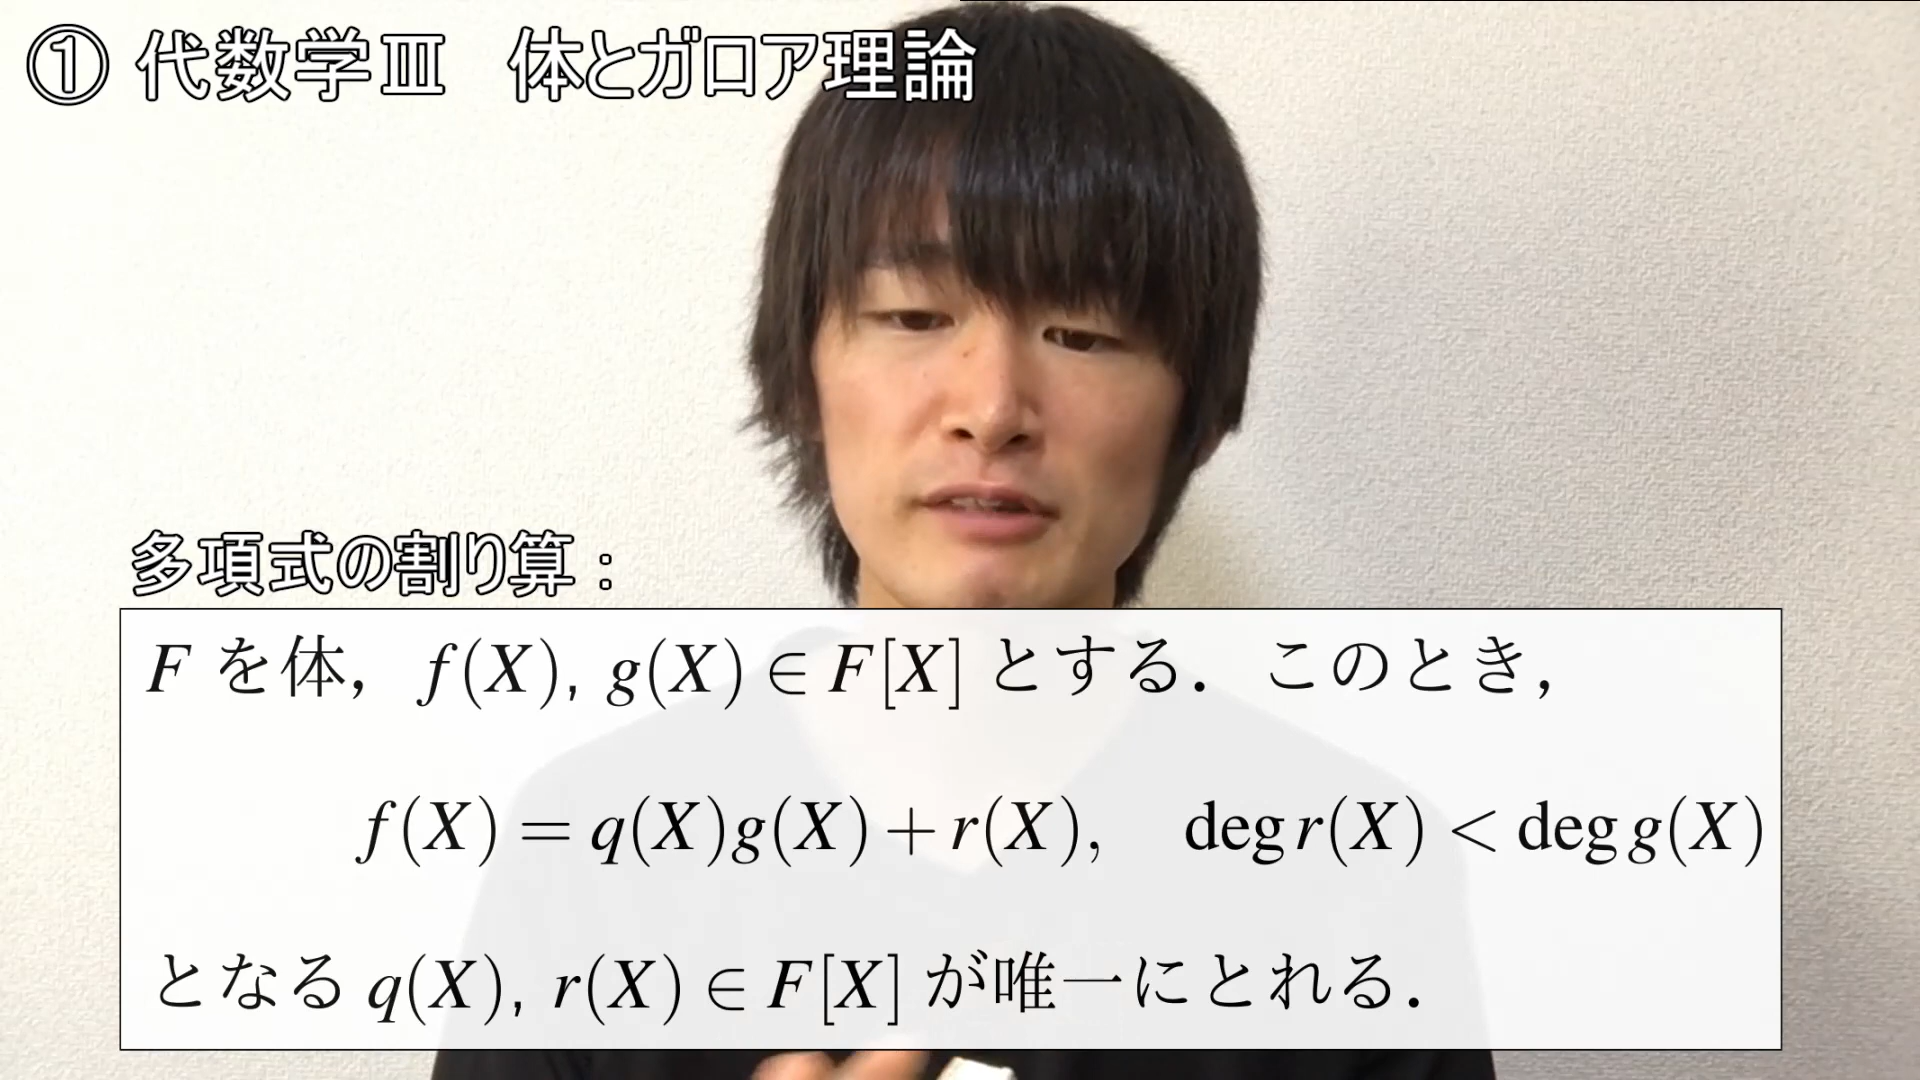 ① 代数学Ⅲ 体とガロア理論
多項式の割り算：
F を体，f(X), g(X) ∈ F[X] とする．このとき，
f(X) = q(X)g(X) + r(X), deg r(X) < deg g(X)
となる q(X), r(X) ∈ F[X] が唯一にとれる．